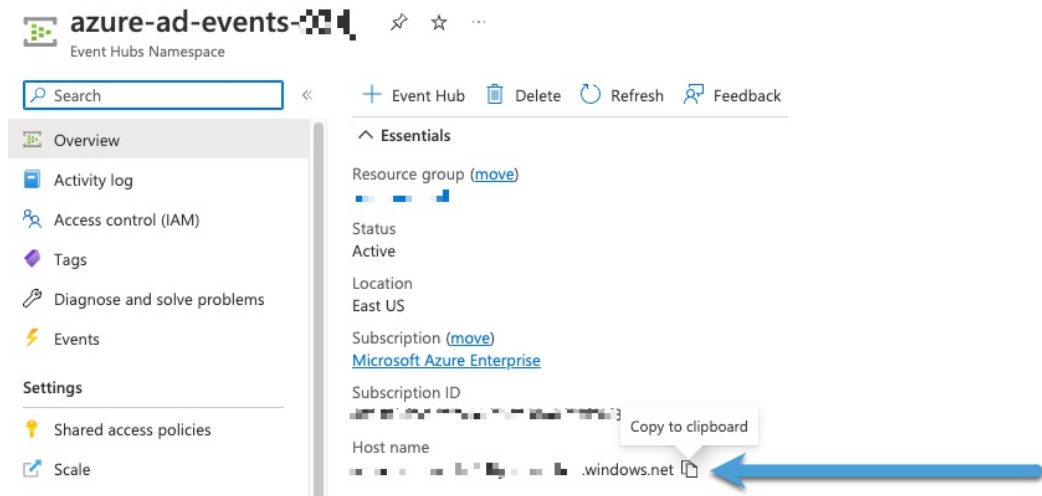 azure-ad-events-
Event Hubs Namespace
Search
Event Hub Delete Refresh Feedback
Overview
Essentials
Activity log
Resource group (move)
Access control (IAM)
Status
Active
Tags
Location
Diagnose and solve problems
East US
Events
Subscription (move)
Microsoft Azure Enterprise
Settings
Subscription ID
Shared access policies
Copy to clipboard
Host name
Scale
.windows.net